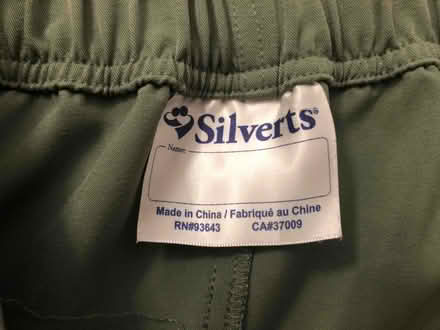 Silverts®
Name:
Made in China / Fabriqué au Chine
RN#93643 CA#37009